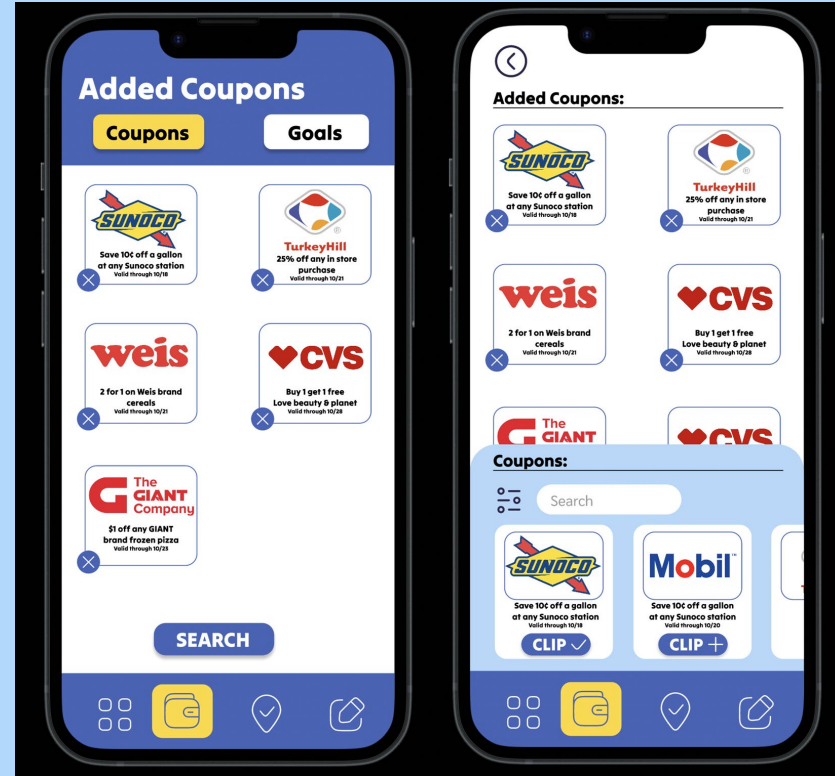 Added Coupons
Coupons
Goals
SUNOCO
Save 10¢ off a gallon
at any Sunoco station
Valid through 10/18
TurkeyHill
25% off any in store
purchase
Valid through 10/21
weis
2 for 1 on Weis brand
cereals
Valid through 10/21
CVS
Buy 1 get 1 free
Love beauty & planet
Valid through 10/28
The
GIANT
Company
$1 off any GIANT
brand frozen pizza
Valid through 10/23
SEARCH
Added Coupons:
SUNOCO
Save 10¢ off a gallon
at any Sunoco station
Valid through 10/18
TurkeyHill
25% off any in store
purchase
Valid through 10/21
weis
2 for 1 on Weis brand
cereals
Valid through 10/21
CVS
Buy 1 get 1 free
Love beauty & planet
Valid through 10/28
The
GIANT
CVS
Coupons:
Search
SUNOCO
Save 10¢ off a gallon
at any Sunoco station
Valid through 10/18
CLIP
Mobil™
Save 10¢ off a gallon
at any Sunoco station
Valid through 10/20
CLIP